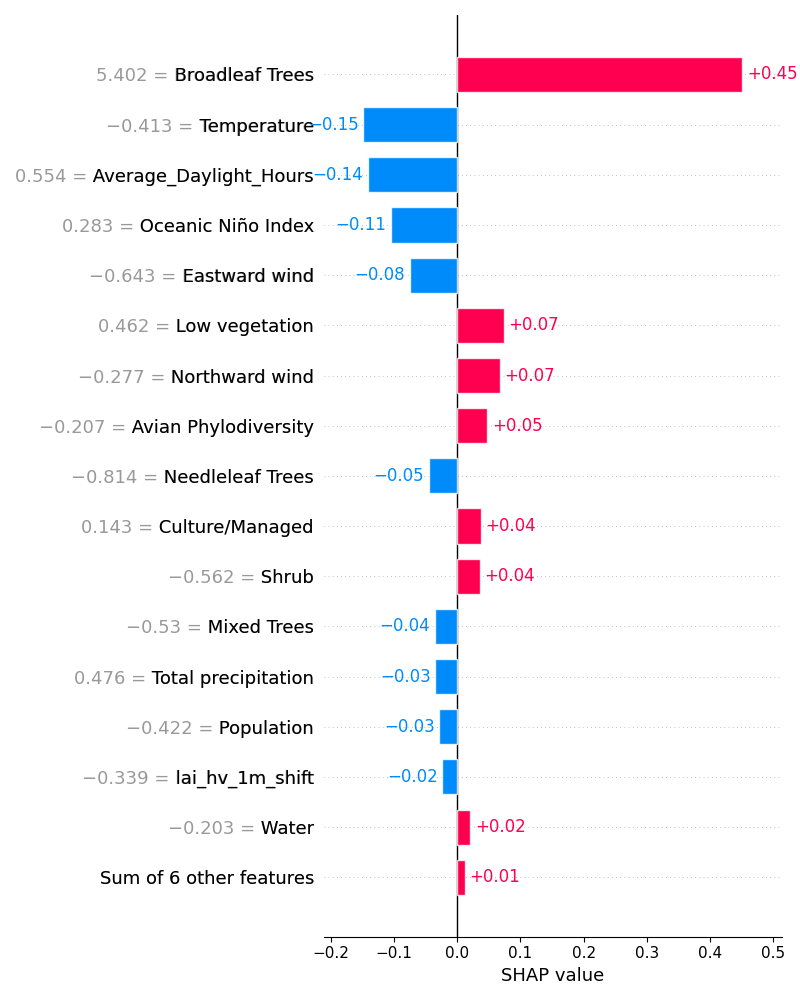 5.402 = Broadleaf Trees +0.45
−0.413 = Temperature −0.15
0.554 = Average_Daylight_Hours −0.14
0.283 = Oceanic Niño Index −0.11
−0.643 = Eastward wind −0.08
0.462 = Low vegetation +0.07
−0.277 = Northward wind +0.07
−0.207 = Avian Phylodiversity +0.05
−0.814 = Needleleaf Trees −0.05
0.143 = Culture/Managed +0.04
−0.562 = Shrub +0.04
−0.53 = Mixed Trees −0.04
0.476 = Total precipitation −0.03
−0.422 = Population −0.03
−0.339 = lai_hv_1m_shift −0.02
−0.203 = Water +0.02
Sum of 6 other features +0.01
−0.2 −0.1 0.0 0.1 0.2 0.3 0.4 0.5
SHAP value